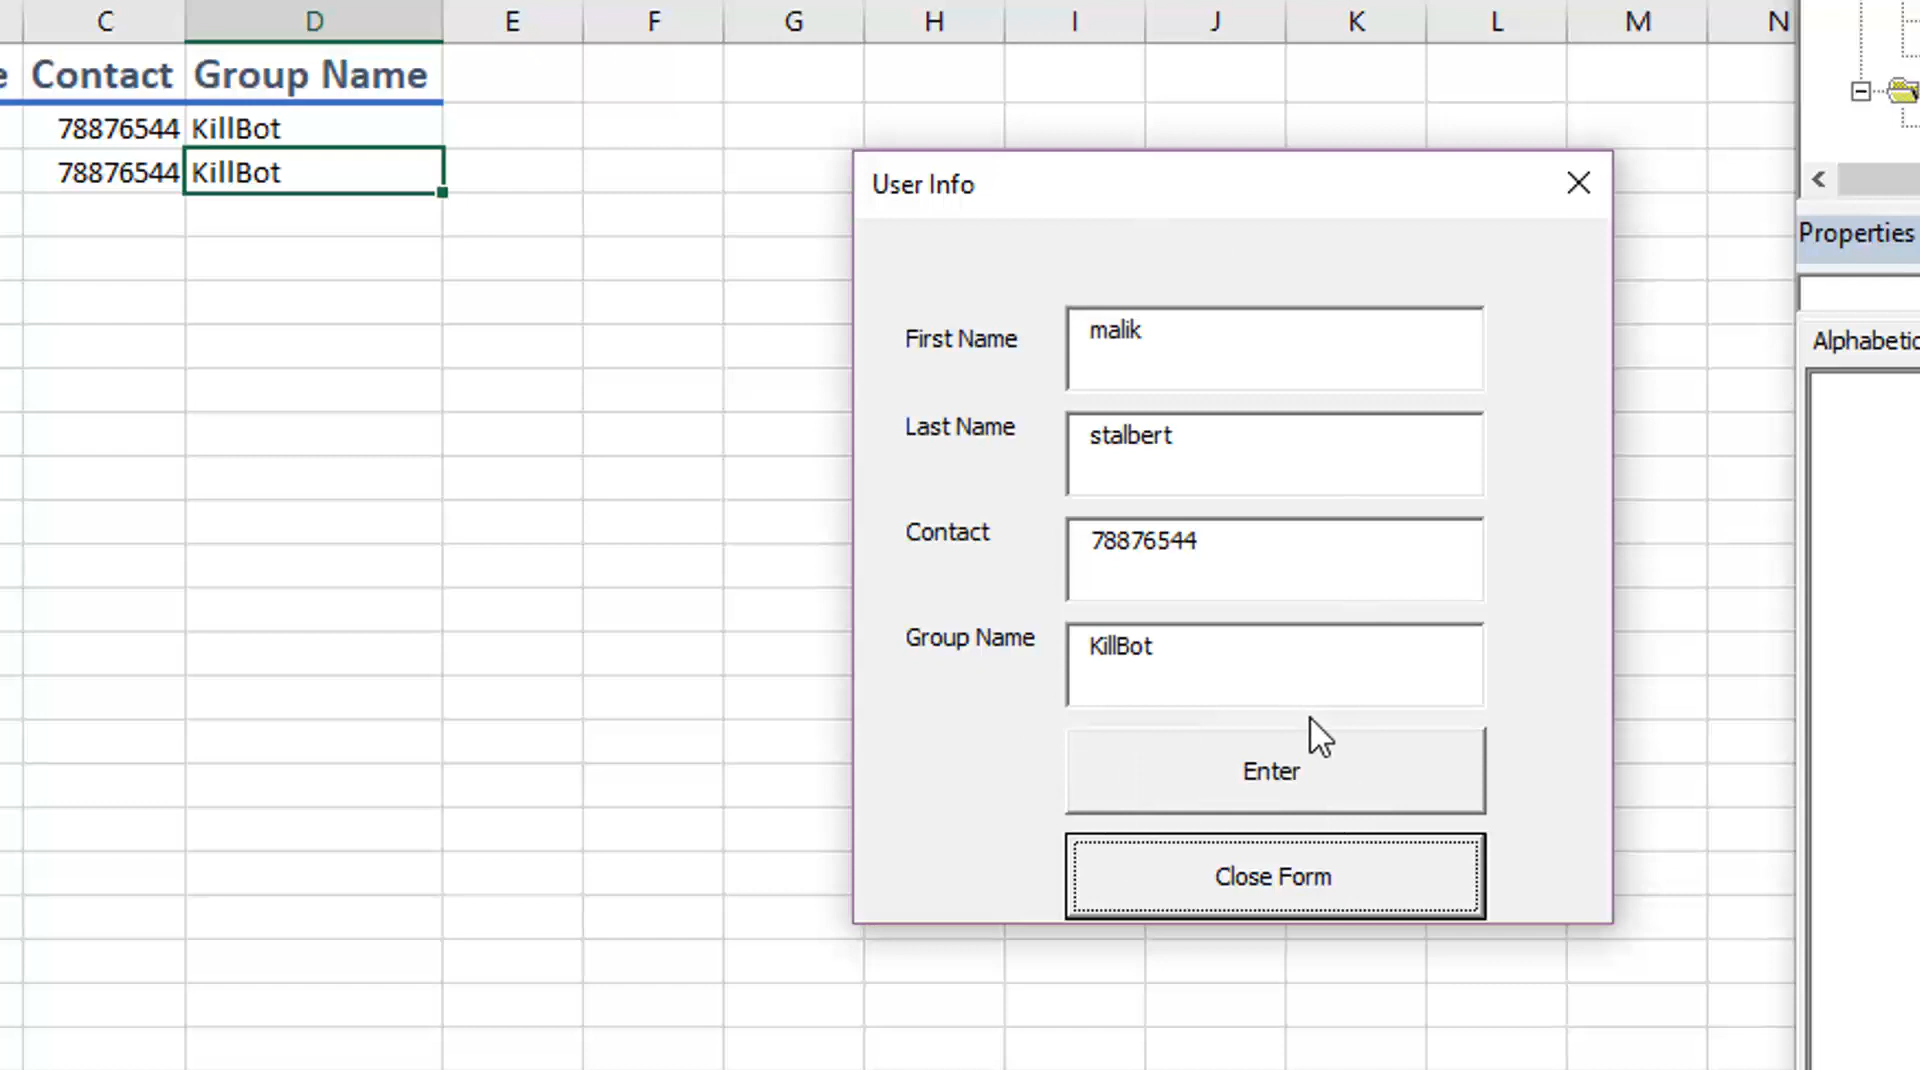 C D E F G H I J K L M N
e Contact Group Name
78876544 KillBot
78876544 KillBot
User Info
First Name malik
Last Name stalbert
Contact 78876544
Group Name KillBot
Enter
Close Form
Properties
Alphabetic